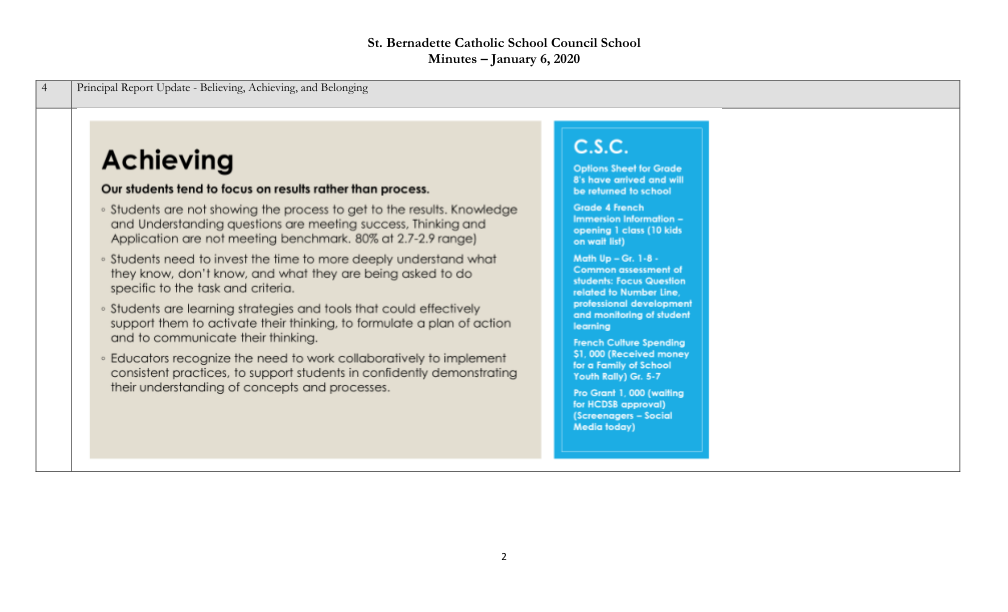 St. Bernadette Catholic School Council School
Minutes – January 6, 2020
4
Principal Report Update - Believing, Achieving, and Belonging
Achieving
Our students tend to focus on results rather than process.
◦ Students are not showing the process to get to the results. Knowledge
and Understanding questions are meeting success, Thinking and
Application are not meeting benchmark. 80% at 2.7-2.9 range)
◦ Students need to invest the time to more deeply understand what
they know, don't know, and what they are being asked to do
specific to the task and criteria.
◦ Students are learning strategies and tools that could effectively
support them to activate their thinking, to formulate a plan of action
and to communicate their thinking.
◦ Educators recognize the need to work collaboratively to implement
consistent practices, to support students in confidently demonstrating
their understanding of concepts and processes.
C.S.C.
Options Sheet for Grade
8's have arrived and will
be returned to school
Grade 4 French
Immersion Information –
opening 1 class (10 kids
on wait list)
Math Up – Gr. 1-8 -
Common assessment of
students: Focus Question
related to Number Line,
professional development
and monitoring of student
learning
French Culture Spending
$1, 000 (Received money
for a Family of School
Youth Rally) Gr. 5-7
Pro Grant 1, 000 (waiting
for HCDSB approval)
(Screenagers – Social
Media today)
2